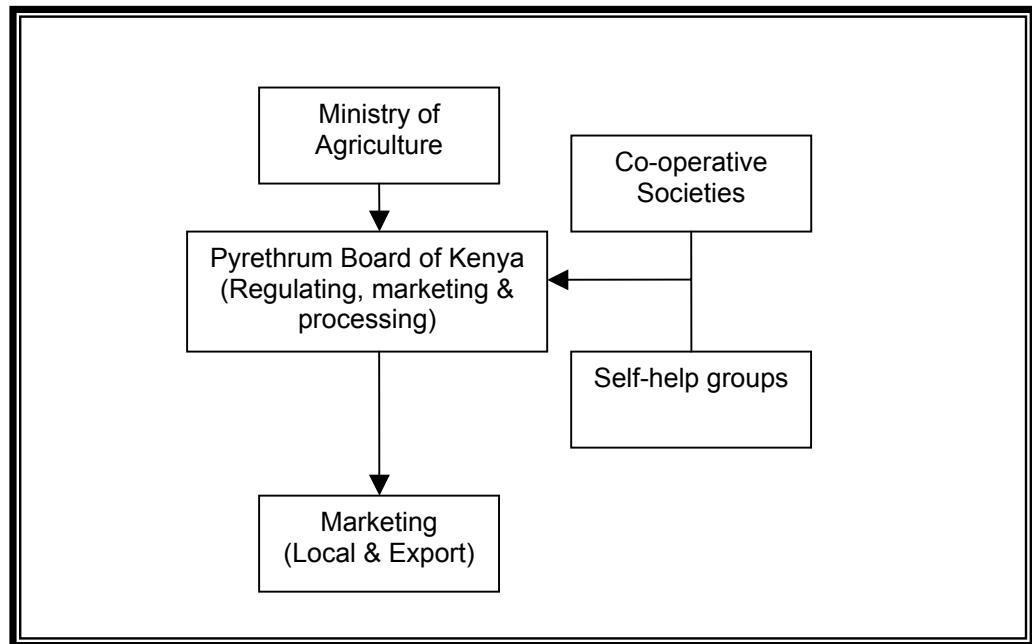 Ministry of
Agriculture
Co-operative
Societies
Pyrethrum Board of Kenya
(Regulating, marketing &
processing)
Self-help groups
Marketing
(Local & Export)